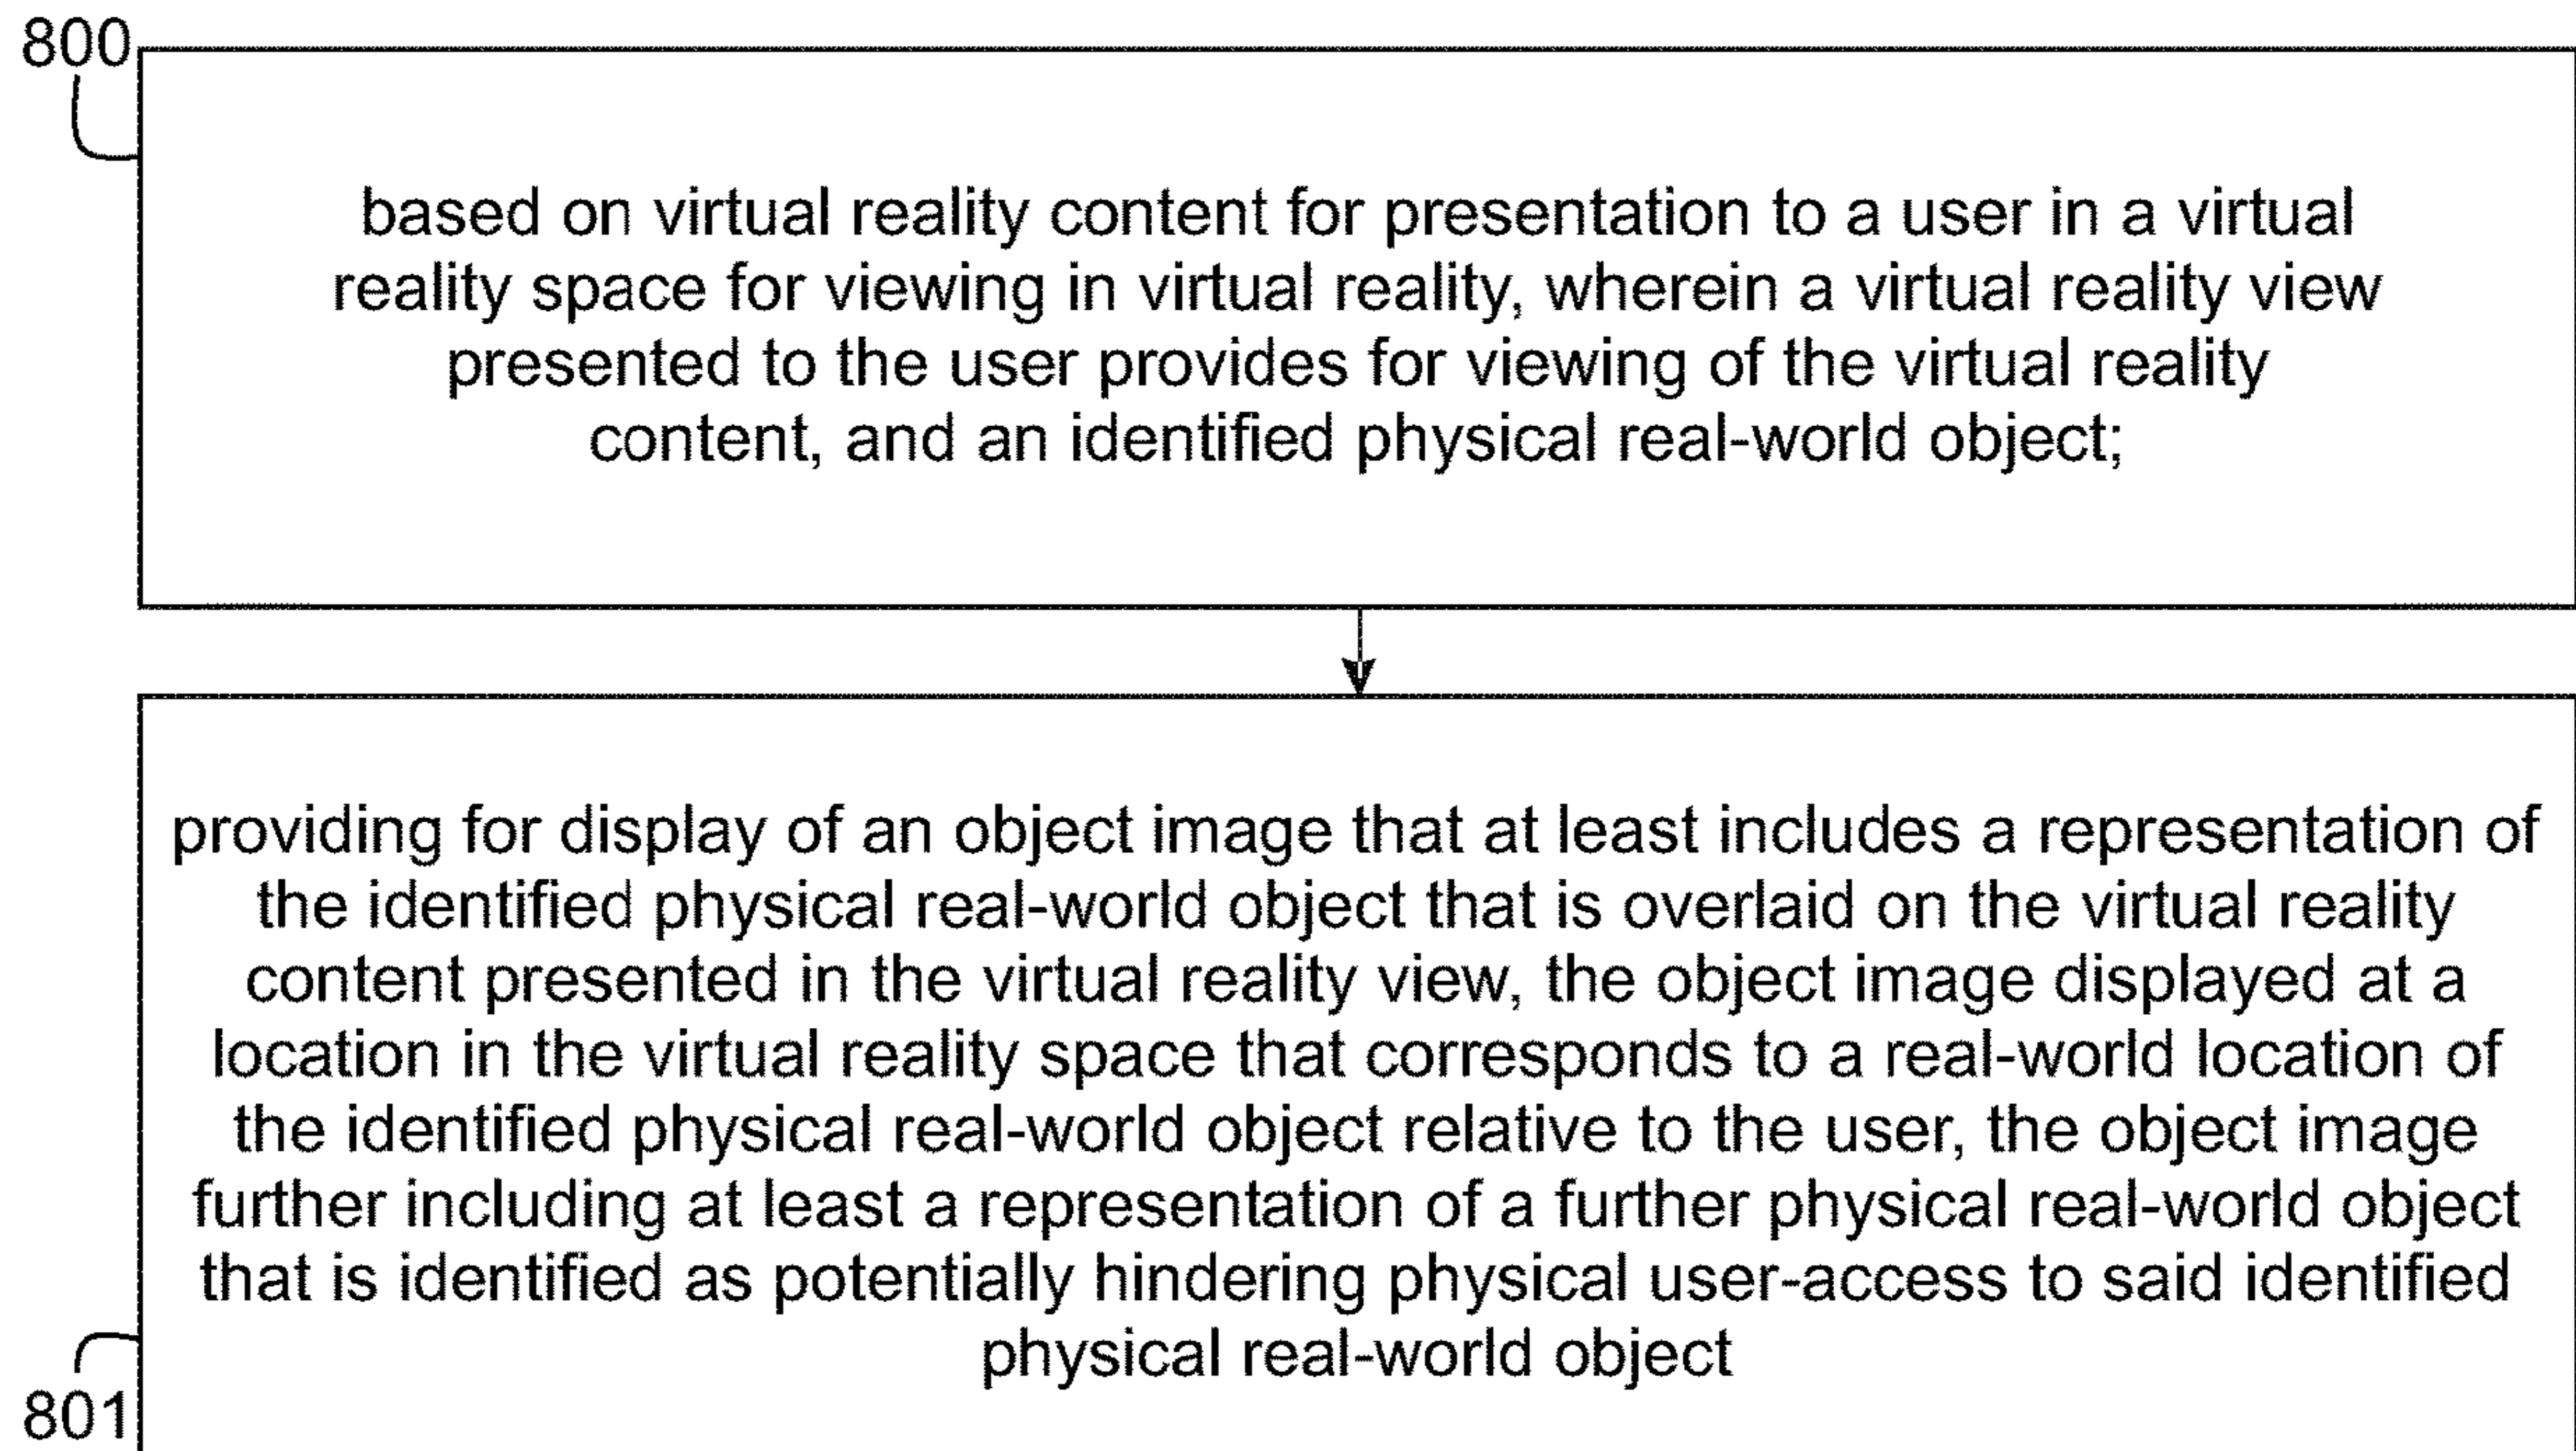 800
based on virtual reality content for presentation to a user in a virtual
reality space for viewing in virtual reality, wherein a virtual reality view
presented to the user provides for viewing of the virtual reality
content, and an identified physical real-world object;
providing for display of an object image that at least includes a representation of
the identified physical real-world object that is overlaid on the virtual reality
content presented in the virtual reality view, the object image displayed at a
location in the virtual reality space that corresponds to a real-world location of
the identified physical real-world object relative to the user, the object image
further including at least a representation of a further physical real-world object
that is identified as potentially hindering physical user-access to said identified
physical real-world object
801